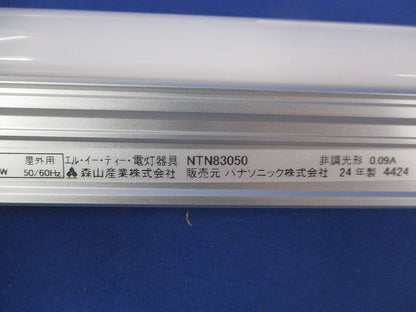 屋外用 エル・イー・ティー・電灯器具 NTN83050 非調光形 0.09A
W 50/60Hz 森山産業株式会社 販売元 パナソニック株式会社 24年製 4424